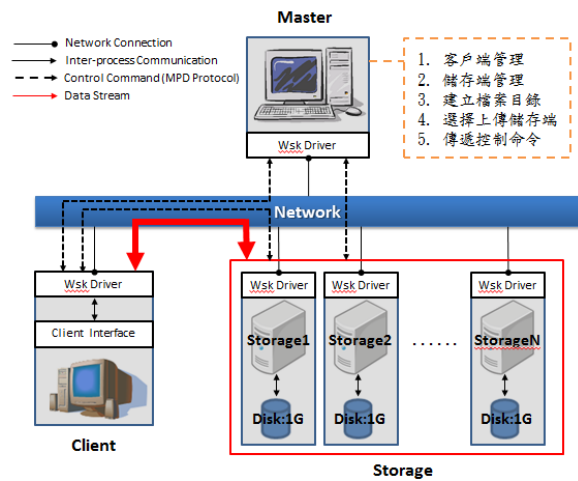 Master
Network Connection
Inter-process Communication
Control Command (MPD Protocol)
Data Stream
1. 客戶端管理
2. 儲存端管理
3. 建立檔案目錄
4. 選擇上傳儲存端
5. 傳遞控制命令
Wsk Driver
Network
Wsk Driver
Client Interface
Client
Wsk Driver
Wsk Driver
Wsk Driver
Storage1
Storage2
......
StorageN
Disk:1G
Disk:1G
Disk:1G
Storage